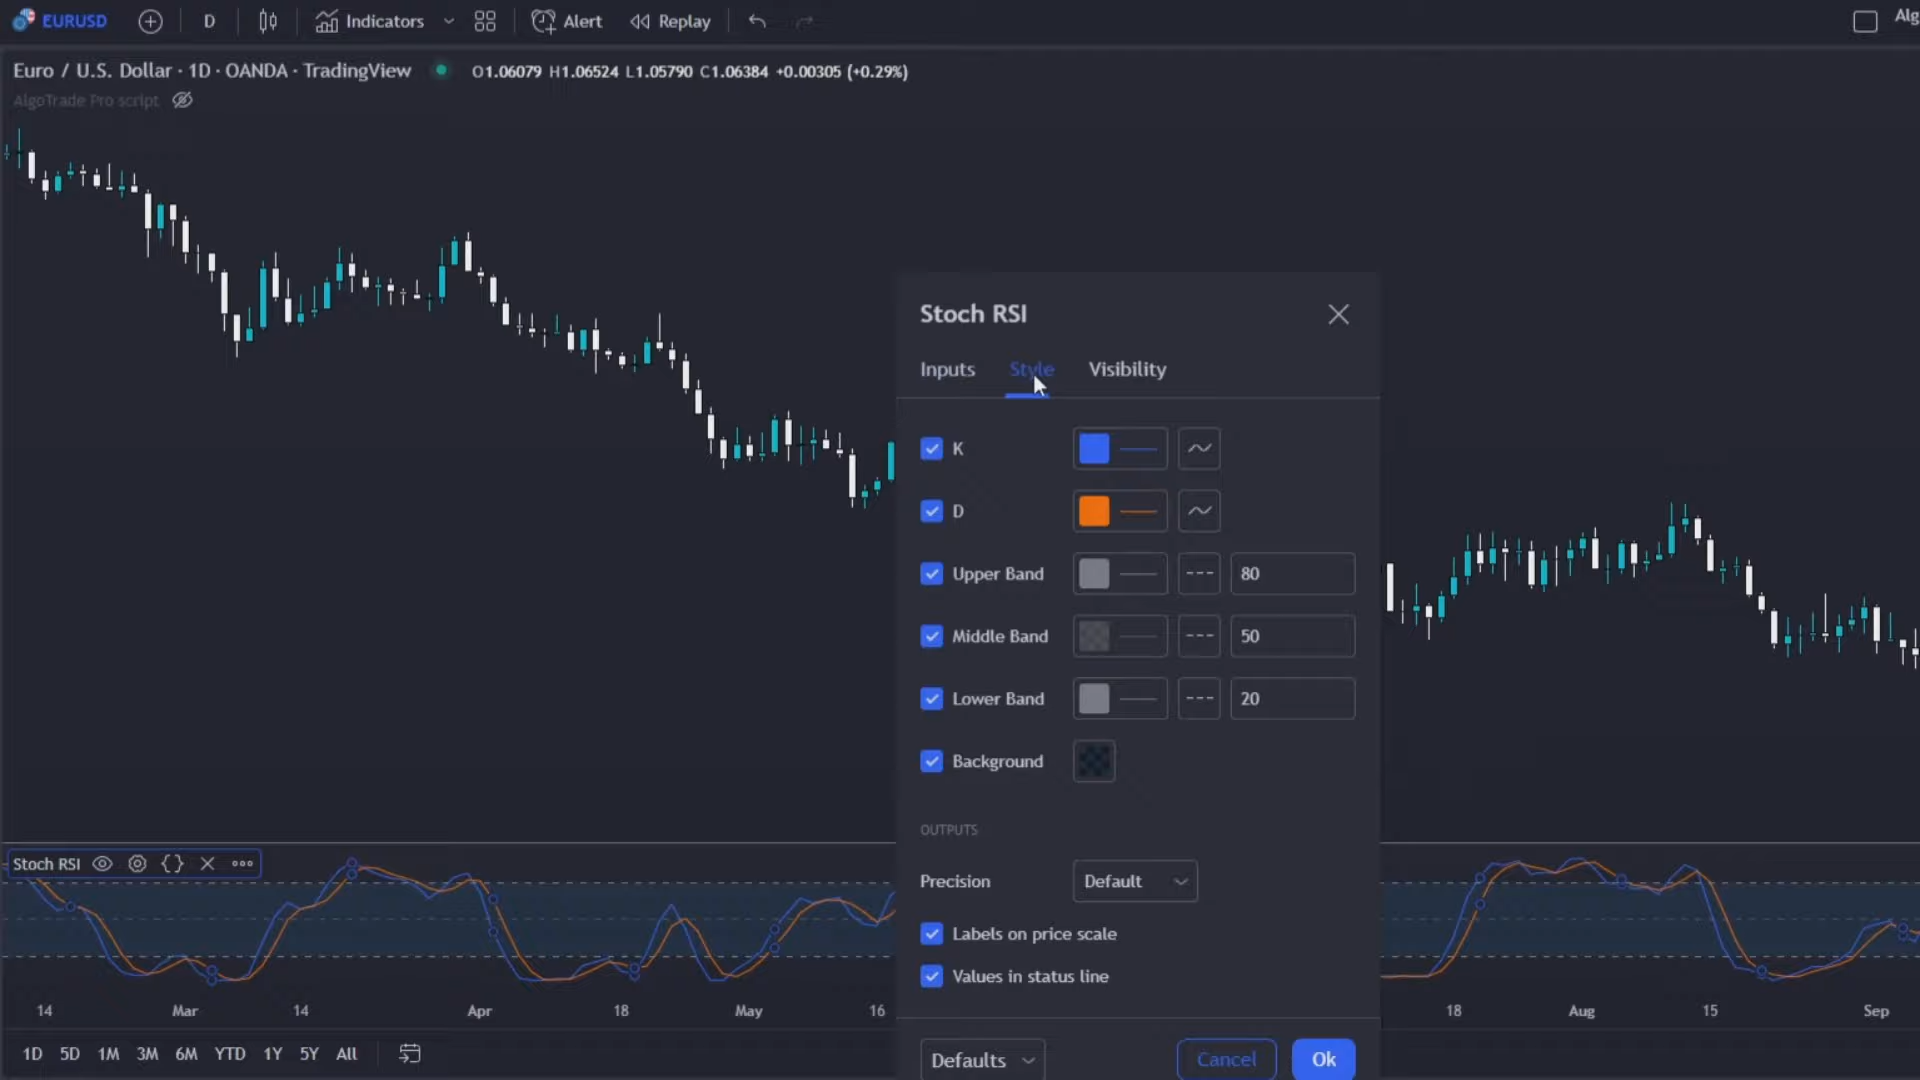 EURUSD D Indicators Alert Replay Alg
Euro / U.S. Dollar · 1D · OANDA · TradingView O1.06079 H1.06524 L1.05790 C1.06384 +0.00305 (+0.29%)
AlgoTrade Pro script
Stoch RSI
Inputs Style Visibility
K
D
Upper Band 80
Middle Band 50
Lower Band 20
Background
OUTPUTS
Precision Default
Labels on price scale
Values in status line
Defaults Cancel Ok
Stoch RSI
14 Mar 14 Apr 18 May 16 18 Aug 15 Sep
1D 5D 1M 3M 6M YTD 1Y 5Y All